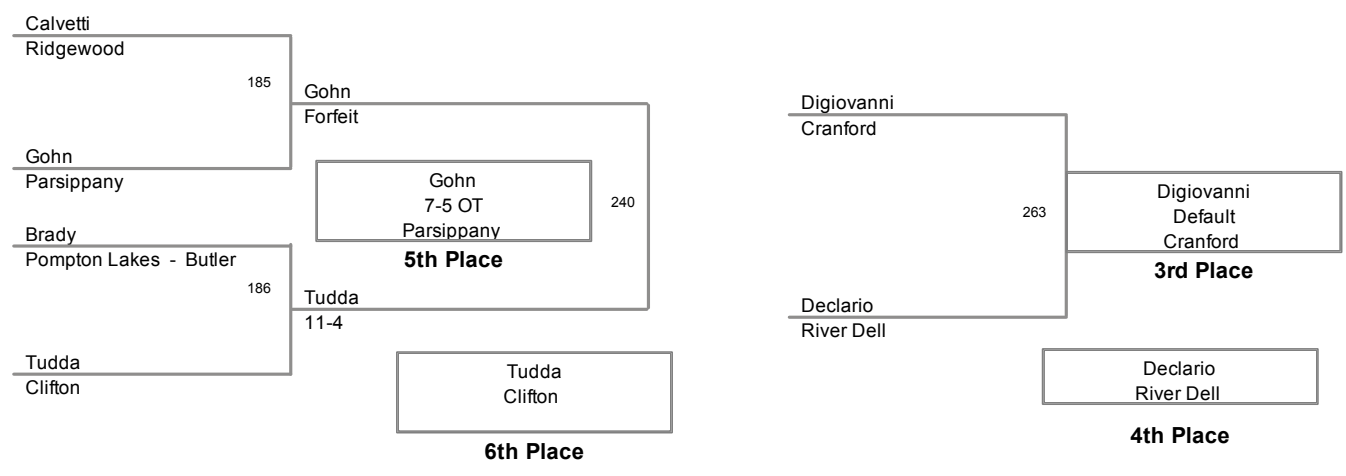 Calvetti
Ridgewood
185
Gohn
Forfeit
Gohn
Parsippany
Gohn
7-5 OT
Parsippany
5th Place
240
Brady
Pompton Lakes - Butler
186
Tudda
11-4
Tudda
Clifton
Tudda
Clifton
6th Place
Digiovanni
Cranford
263
Digiovanni
Default
Cranford
3rd Place
Declario
River Dell
Declario
River Dell
4th Place